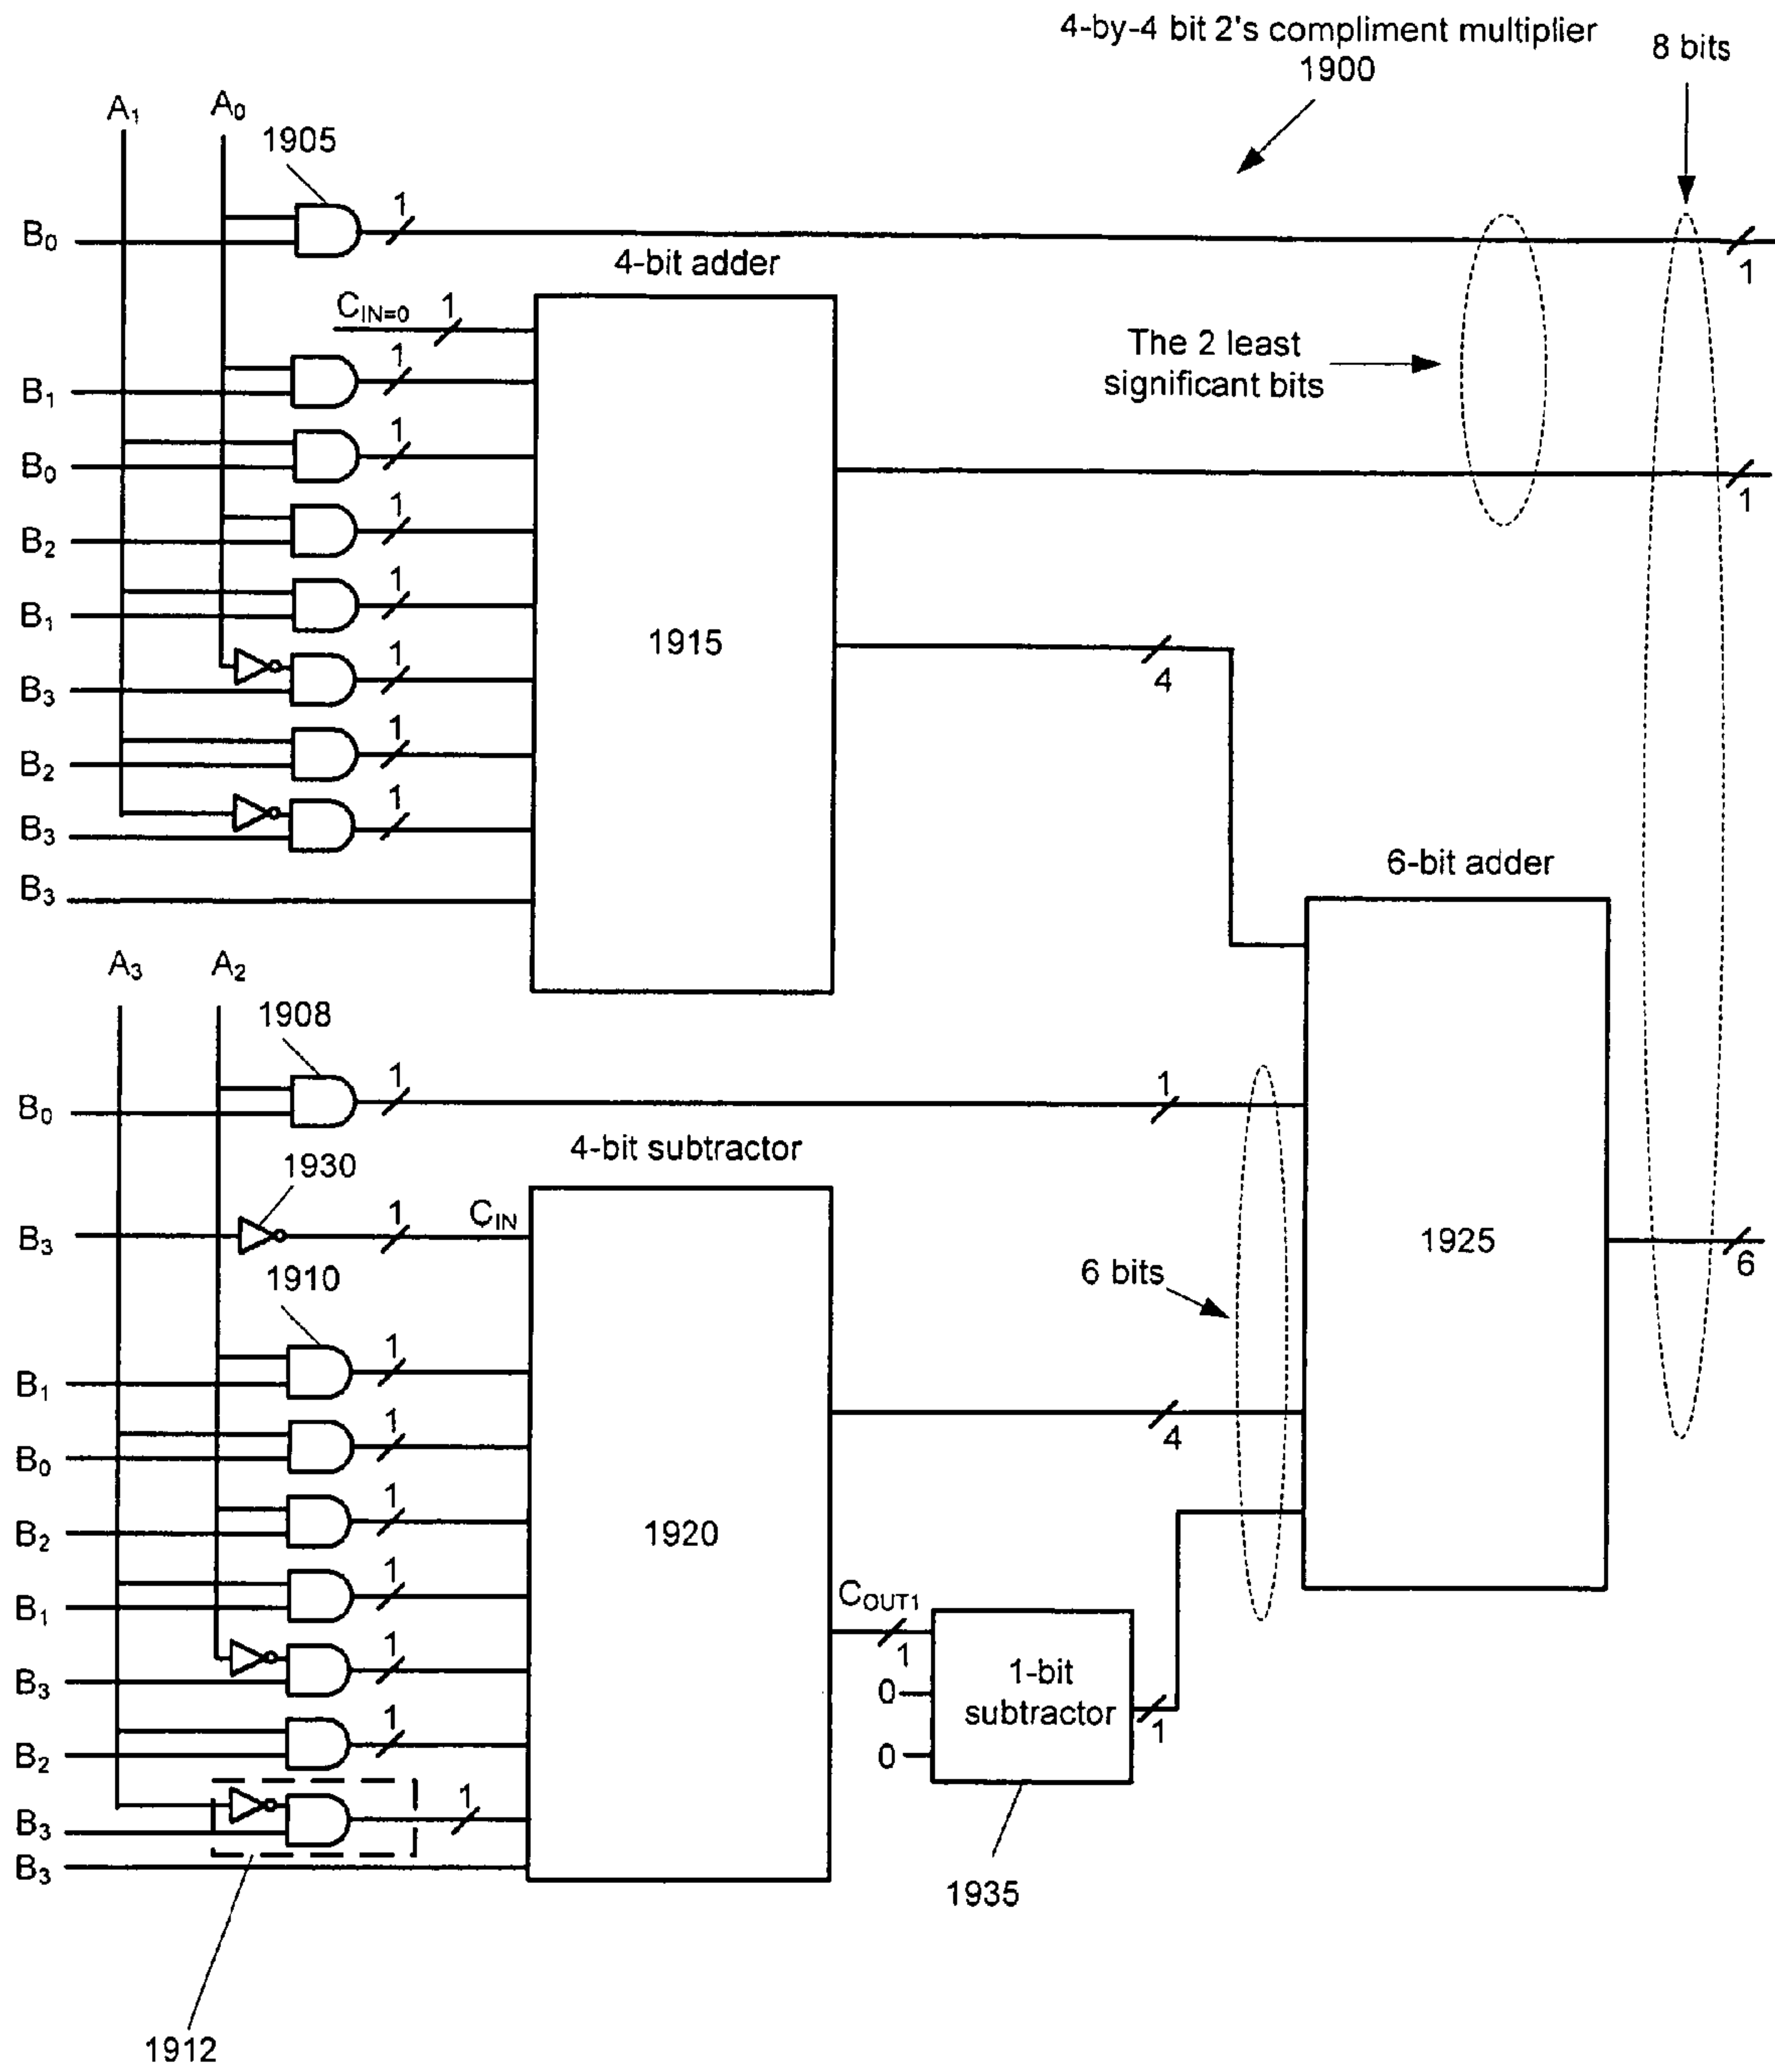 4-by-4 bit 2's compliment multiplier
1900
8 bits
A1
A0
1905
B0
1
1
4-bit adder
CIN=0
1
B1
1
The 2 least
significant bits
B0
1
1
B2
1
B1
1
1915
4
B3
1
B2
1
B3
1
B3
6-bit adder
A3
A2
1908
B0
1
1
4-bit subtractor
1930
B3
1
CIN
1925
6
6 bits
1910
B1
1
4
B0
1
B2
1
1920
B1
1
COUT1
1
B3
1
0
1-bit
subtractor
1
B2
1
0
B3
1
B3
1935
1912